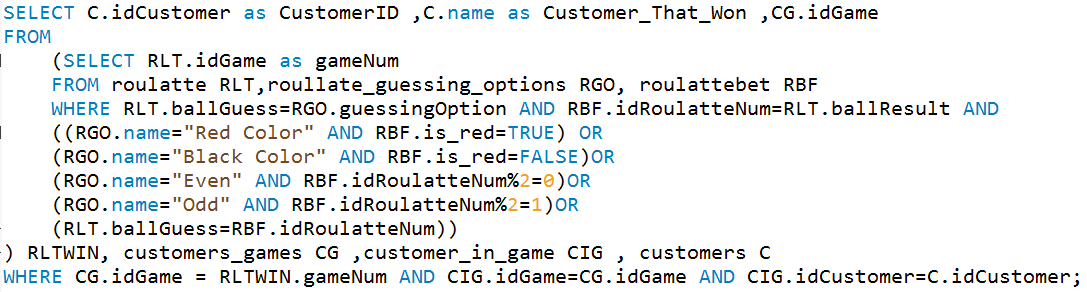 SELECT C.idCustomer as CustomerID ,C.name as Customer_That_Won ,CG.idGame
FROM
    (SELECT RLT.idGame as gameNum
    FROM roulatte RLT,roullate_guessing_options RGO, roulattebet RBF
    WHERE RLT.ballGuess=RGO.guessingOption AND RBF.idRoulatteNum=RLT.ballResult AND
    ((RGO.name="Red Color" AND RBF.is_red=TRUE) OR
    (RGO.name="Black Color" AND RBF.is_red=FALSE)OR
    (RGO.name="Even" AND RBF.idRoulatteNum%2=0)OR
    (RGO.name="Odd" AND RBF.idRoulatteNum%2=1)OR
    (RLT.ballGuess=RBF.idRoulatteNum))
) RLTWIN, customers_games CG ,customer_in_game CIG , customers C
WHERE CG.idGame = RLTWIN.gameNum AND CIG.idGame=CG.idGame AND CIG.idCustomer=C.idCustomer;